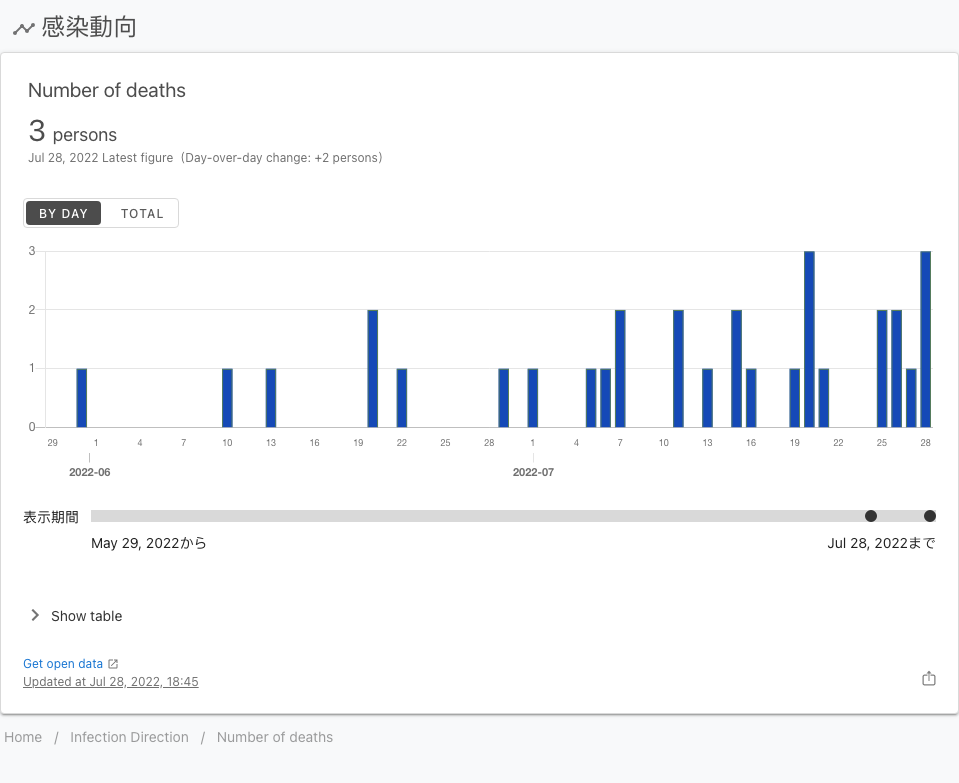 感染動向
Number of deaths
3 persons
Jul 28, 2022 Latest figure (Day-over-day change: +2 persons)
BY DAY TOTAL
3
2
1
0
29 1 4 7 10 13 16 19 22 25 28 1 4 7 10 13 16 19 22 25 28
2022-06 2022-07
表示期間
May 29, 2022から Jul 28, 2022まで
Show table
Get open data
Updated at Jul 28, 2022, 18:45
Home / Infection Direction / Number of deaths